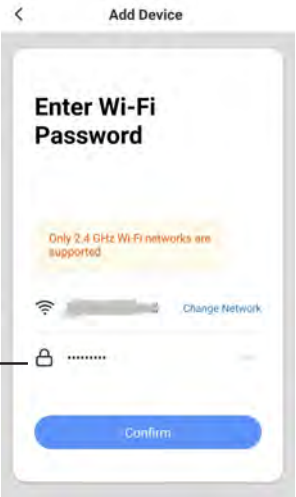 Add Device
Enter Wi-Fi
Password
Only 2.4 GHz Wi-Fi networks are
supported
Change Network
•••••••••
Confirm